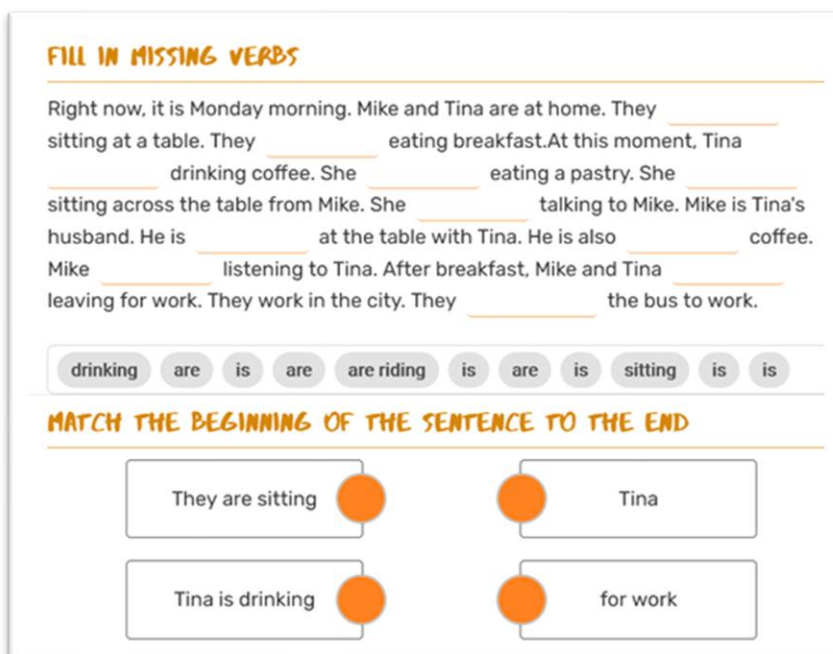 FILL IN MISSING VERBS
Right now, it is Monday morning. Mike and Tina are at home. They
sitting at a table. They eating breakfast.At this moment, Tina
drinking coffee. She eating a pastry. She
sitting across the table from Mike. She talking to Mike. Mike is Tina's
husband. He is at the table with Tina. He is also coffee.
Mike listening to Tina. After breakfast, Mike and Tina
leaving for work. They work in the city. They the bus to work.
drinking are is are are riding is are is sitting is is
MATCH THE BEGINNING OF THE SENTENCE TO THE END
They are sitting Tina
Tina is drinking for work